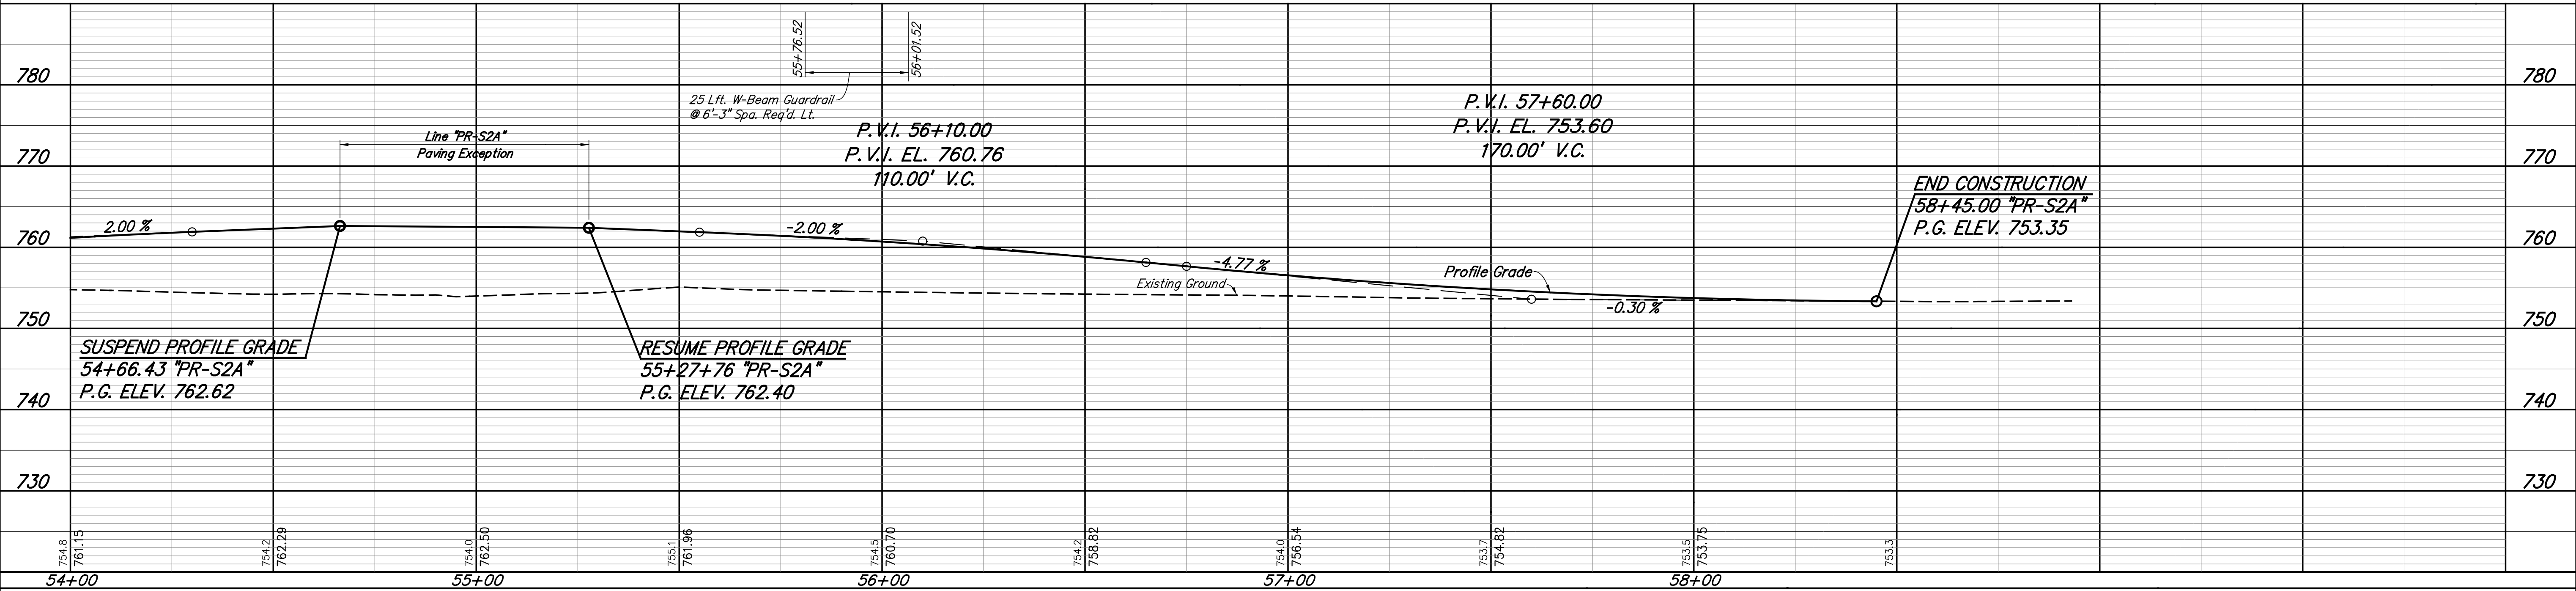 55+76.52
56+01.52
780
780
25 Lft. W-Beam Guardrail
@ 6'-3" Spa. Req'd. Lt.
P.V.I. 56+10.00
P.V.I. EL. 760.76
110.00' V.C.
P.V.I. 57+60.00
P.V.I. EL. 753.60
170.00' V.C.
Line "PR-S2A"
Paving Exception
770
770
END CONSTRUCTION
58+45.00 "PR-S2A"
P.G. ELEV. 753.35
2.00 %
-2.00 %
760
760
-4.77 %
Profile Grade
Existing Ground
-0.30 %
750
750
SUSPEND PROFILE GRADE
54+66.43 "PR-S2A"
P.G. ELEV. 762.62
RESUME PROFILE GRADE
55+27+76 "PR-S2A"
P.G. ELEV. 762.40
740
740
730
730
754.8
761.15
754.2
762.29
754.0
762.50
755.1
761.96
754.5
760.70
754.2
758.82
754.0
756.54
753.7
754.82
753.5
753.75
753.3
54+00
55+00
56+00
57+00
58+00